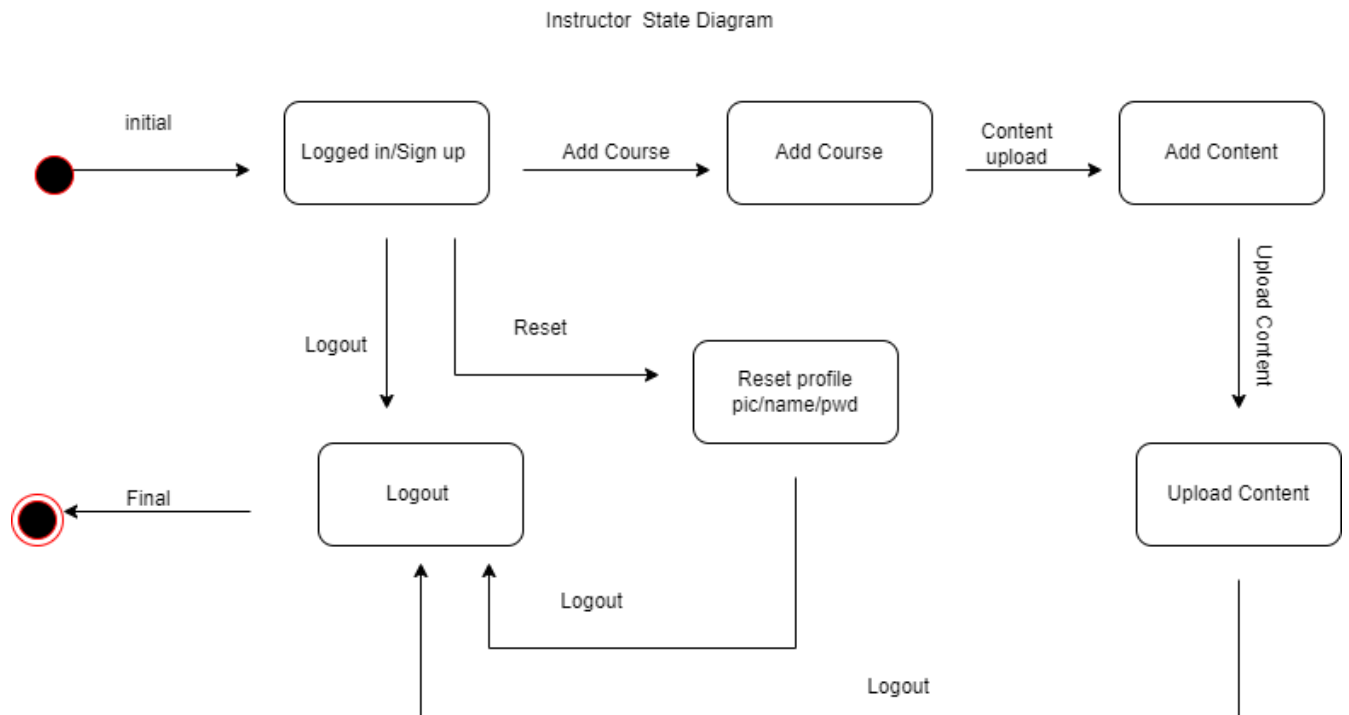 Instructor State Diagram
initial
Logged in/Sign up
Add Course
Add Course
Content
upload
Add Content
Upload Content
Logout
Reset
Reset profile
pic/name/pwd
Final
Logout
Upload Content
Logout
Logout